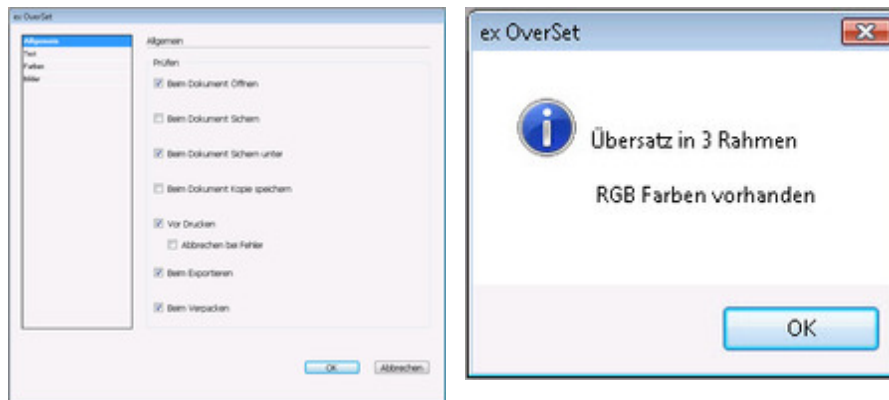 ex OverSet
Allgemein
Text
Farben
Bilder
Allgemein
Prüfen
Beim Dokument Öffnen
Beim Dokument Sichern
Beim Dokument Sichern unter
Beim Dokument Kopie speichern
Vor Drucken
Abbrechen bei Fehler
Beim Exportieren
Beim Verpacken
OK
Abbrechen
ex OverSet
Übersatz in 3 Rahmen
RGB Farben vorhanden
OK